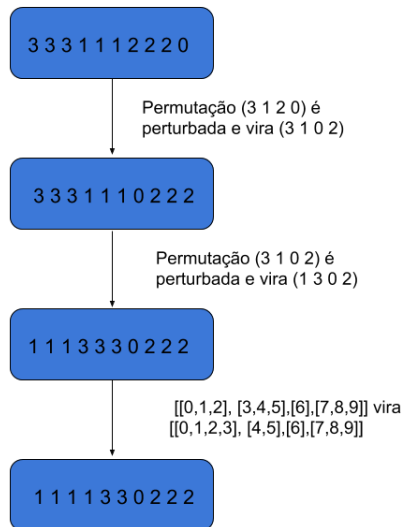 3 3 3 1 1 1 2 2 2 0
Permutação (3 1 2 0) é
perturbada e vira (3 1 0 2)
3 3 3 1 1 1 0 2 2 2
Permutação (3 1 0 2) é
perturbada e vira (1 3 0 2)
1 1 1 3 3 3 0 2 2 2
[[0,1,2], [3,4,5],[6],[7,8,9]] vira
[[0,1,2,3], [4,5],[6],[7,8,9]]
1 1 1 1 3 3 0 2 2 2